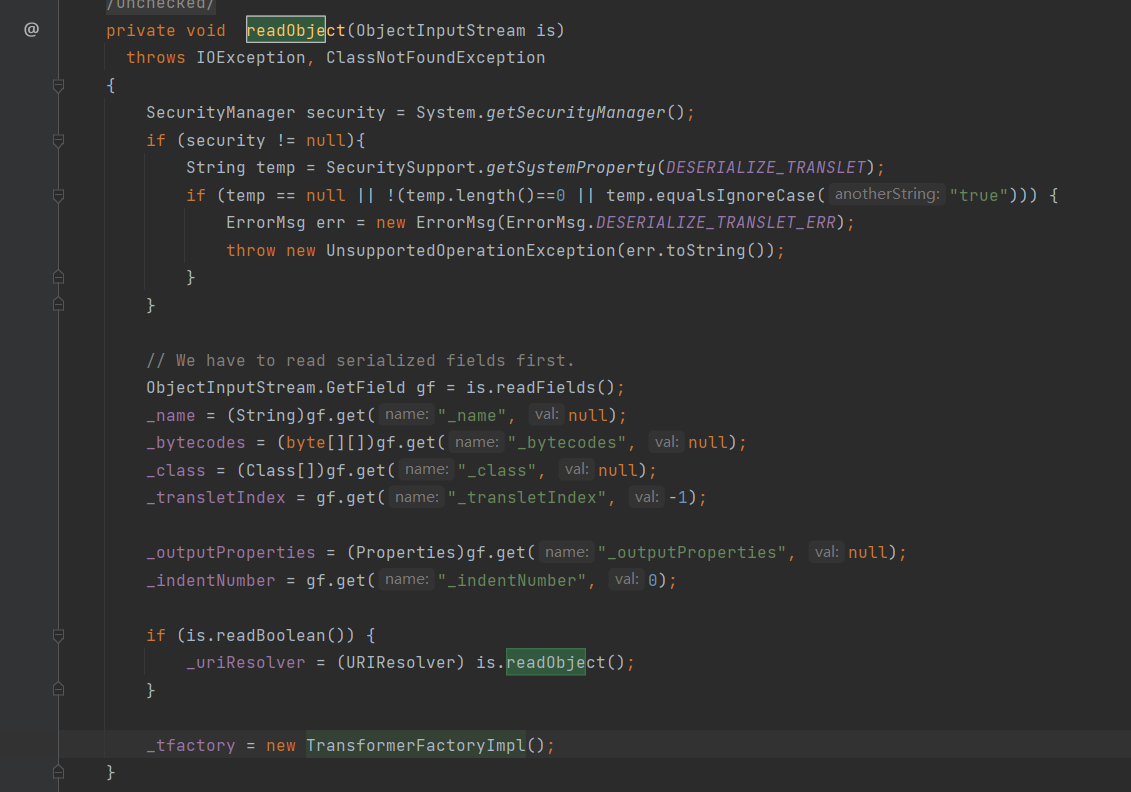 /Unchecked/
@ private void readObject(ObjectInputStream is)
throws IOException, ClassNotFoundException
{
SecurityManager security = System.getSecurityManager();
if (security != null){
String temp = SecuritySupport.getSystemProperty(DESERIALIZE_TRANSLET);
if (temp == null || !(temp.length()==0 || temp.equalsIgnoreCase( anotherString: "true"))) {
ErrorMsg err = new ErrorMsg(ErrorMsg.DESERIALIZE_TRANSLET_ERR);
throw new UnsupportedOperationException(err.toString());
}
}
// We have to read serialized fields first.
ObjectInputStream.GetField gf = is.readFields();
_name = (String)gf.get( name: "_name", val: null);
_bytecodes = (byte[][])gf.get( name: "_bytecodes", val: null);
_class = (Class[])gf.get( name: "_class", val: null);
_transletIndex = gf.get( name: "_transletIndex", val: -1);
_outputProperties = (Properties)gf.get( name: "_outputProperties", val: null);
_indentNumber = gf.get( name: "_indentNumber", val: 0);
if (is.readBoolean()) {
_uriResolver = (URIResolver) is.readObject();
}
_tfactory = new TransformerFactoryImpl();
}